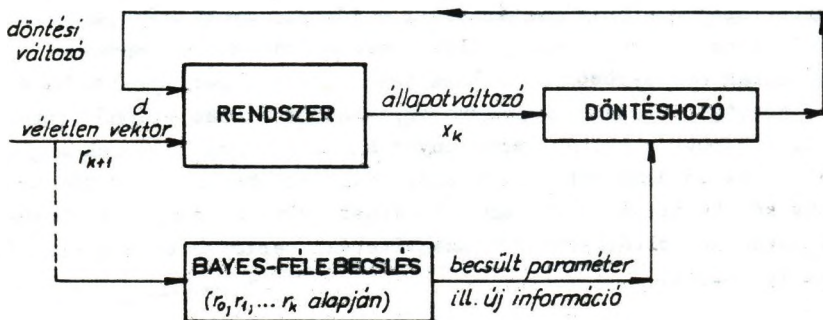 döntési
változó
d
véletlen vektor
r_{k+1}
RENDSZER
állapotváltozó
x_k
DÖNTÉSHOZÓ
BAYES-FÉLE BECSLÉS
(r_0, r_1, ... r_k alapján)
becsűlt paraméter
ill. új információ